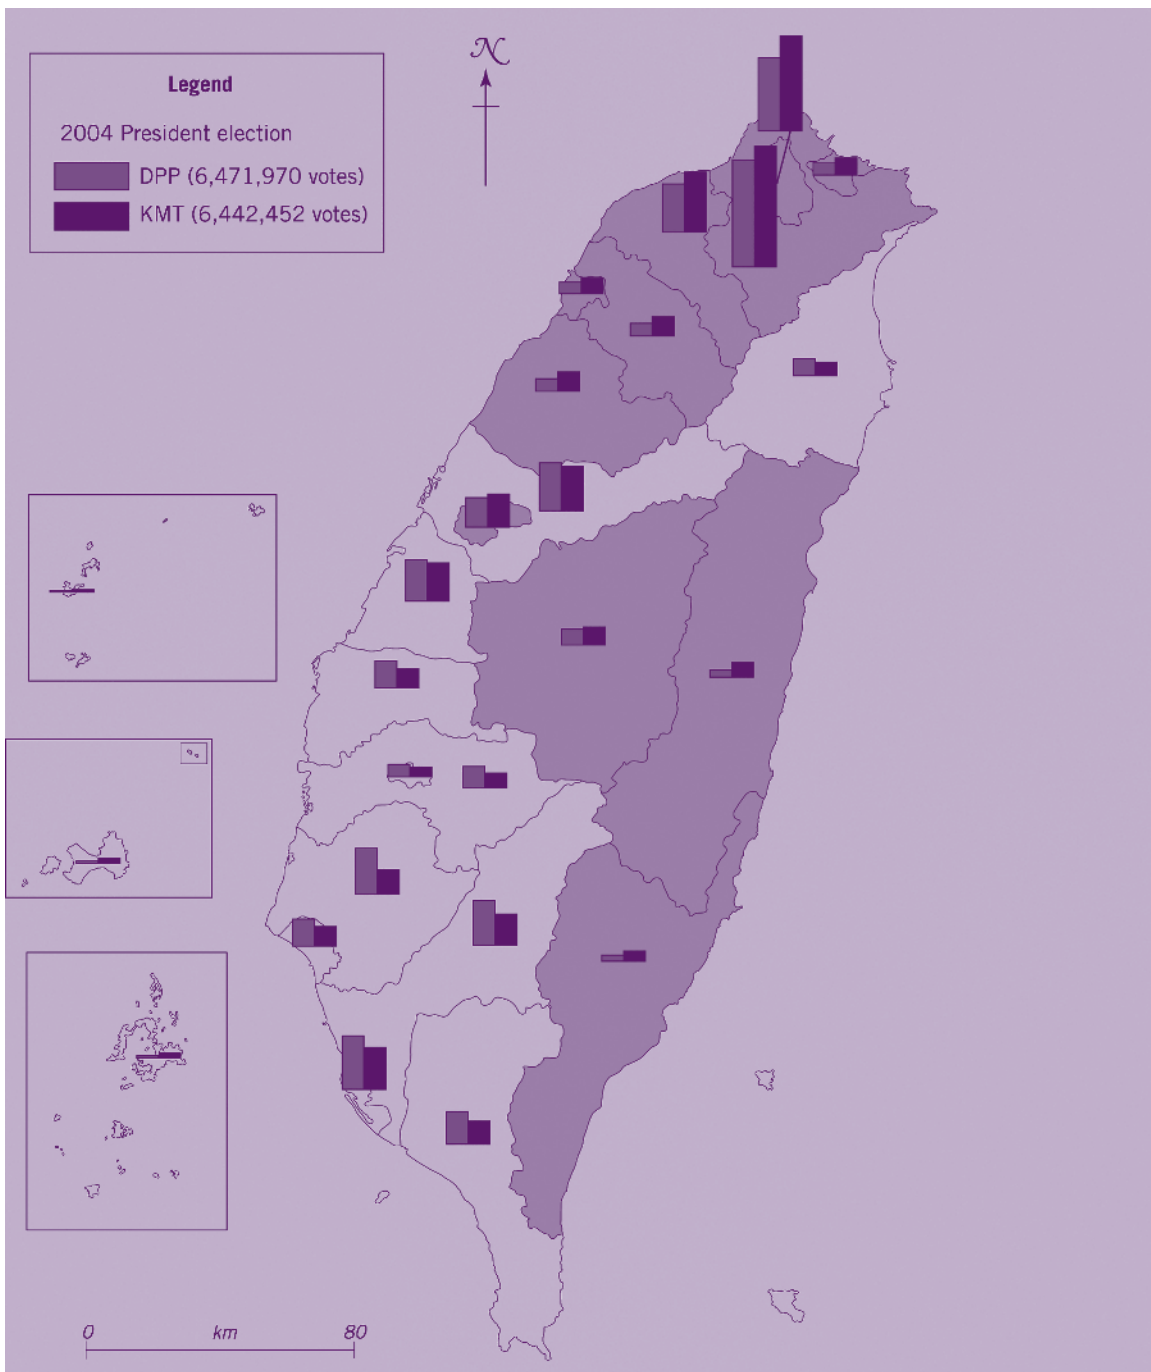 N
Legend
2004 President election
DPP (6,471,970 votes)
KMT (6,442,452 votes)
0 km 80